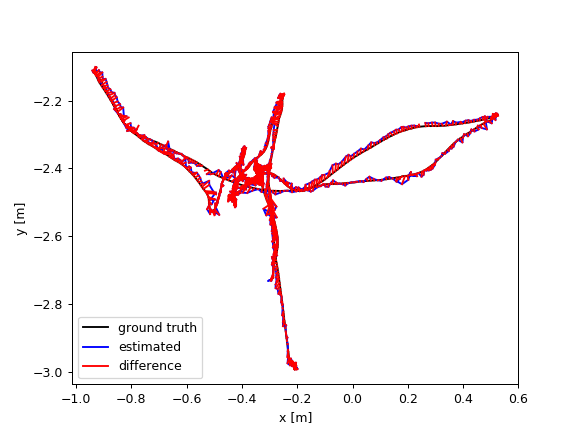 −2.2
−2.4
−2.6
−2.8
−3.0
y [m]
ground truth
estimated
difference
−1.0 −0.8 −0.6 −0.4 −0.2 0.0 0.2 0.4 0.6
x [m]